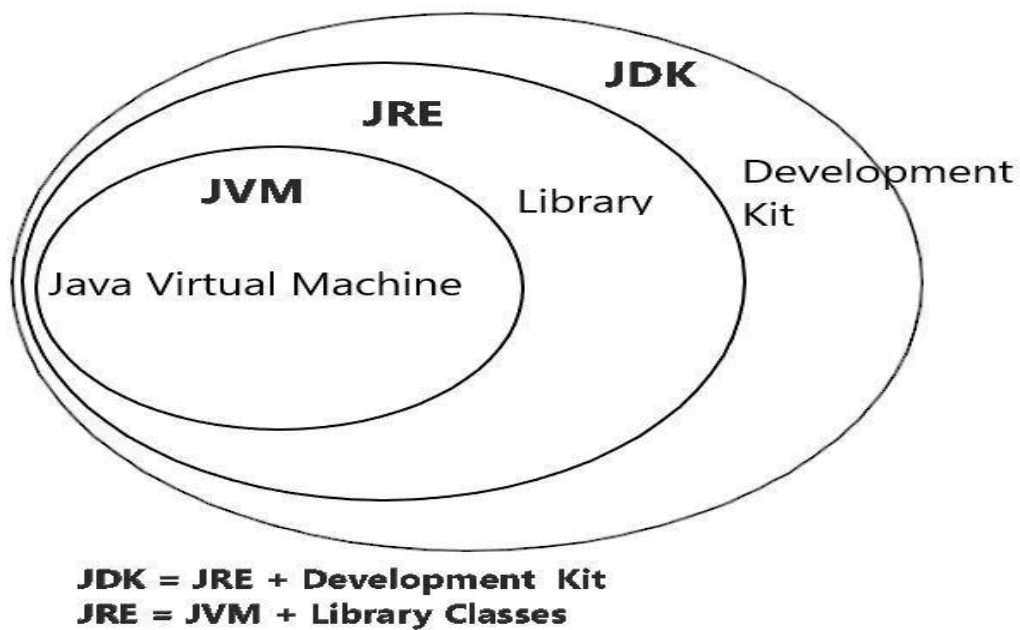 JDK
JRE
JVM
Library
Development
Kit
Java Virtual Machine
JDK = JRE + Development Kit
JRE = JVM + Library Classes